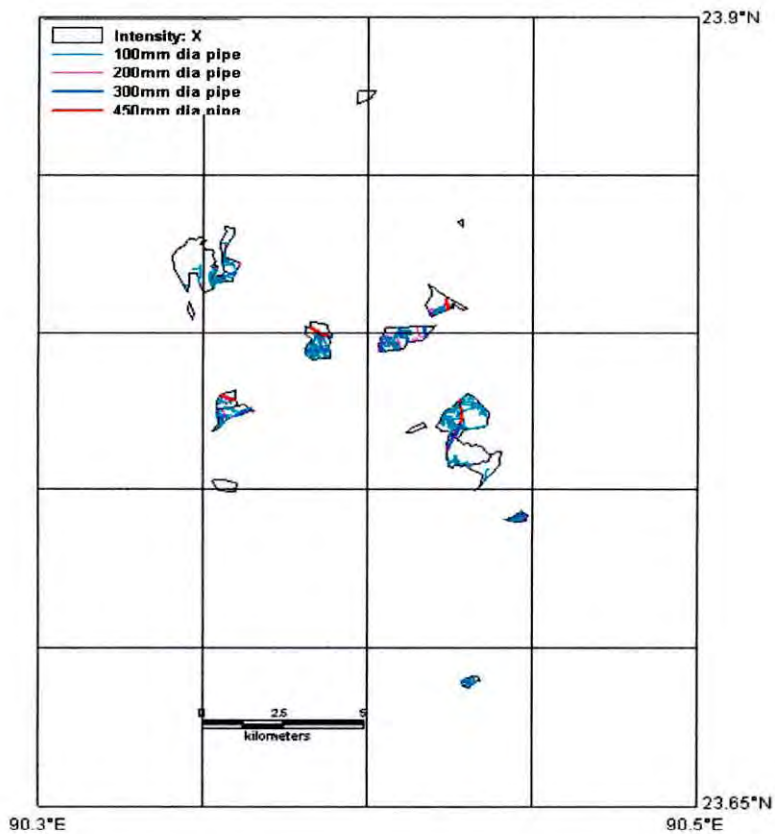 23.9°N
Intensity: X
100mm dia pipe
200mm dia pipe
300mm dia pipe
450mm dia pipe
0 2.5 5
kilometers
23.65°N
90.3°E 90.5°E